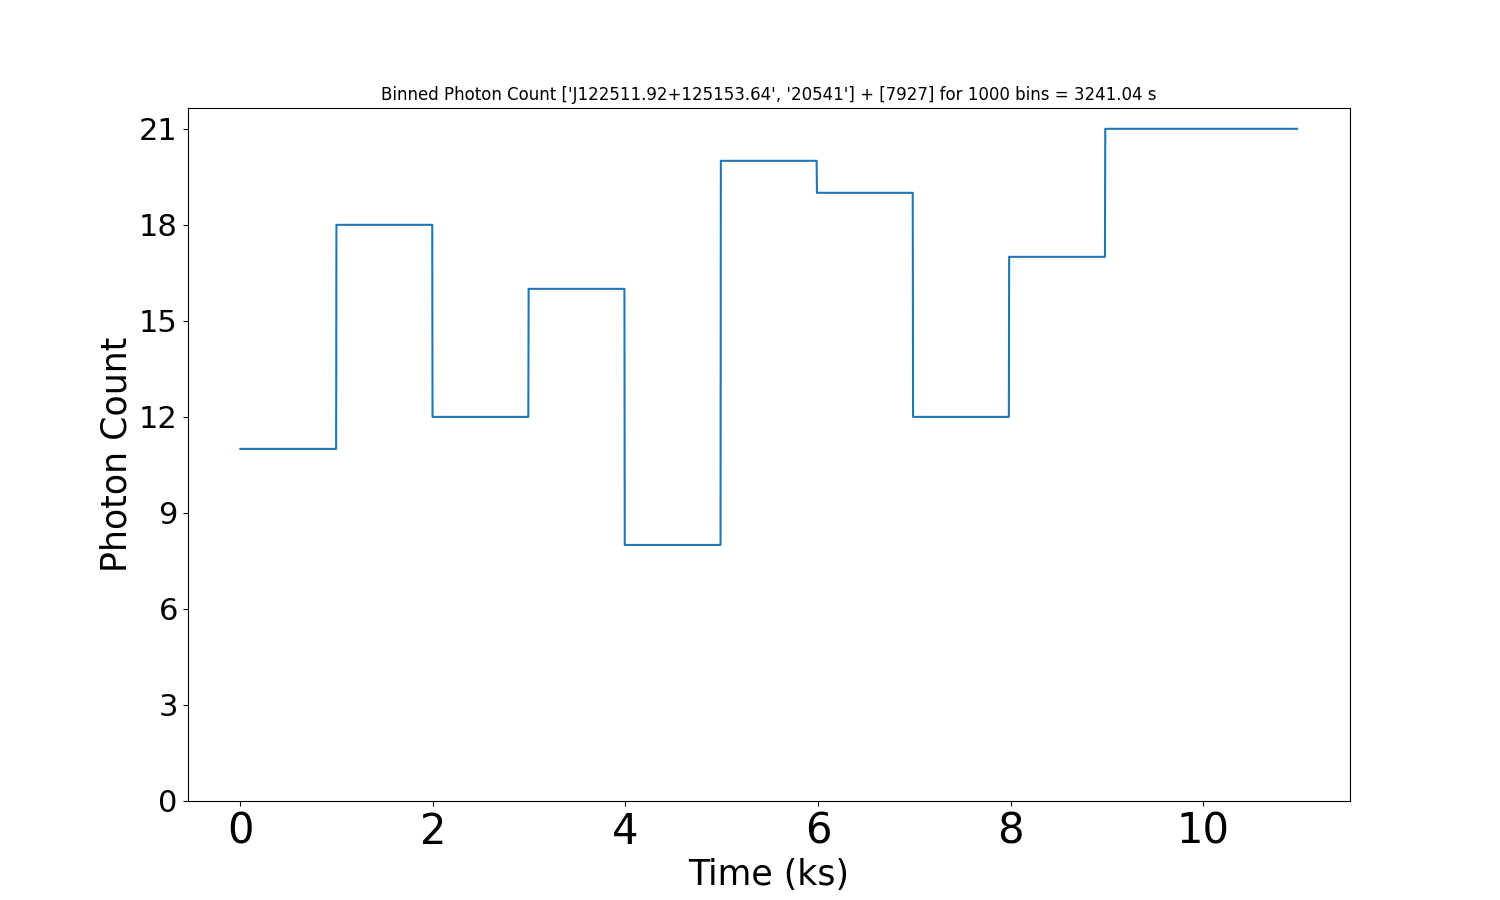 Binned Photon Count ['J122511.92+125153.64', '20541'] + [7927] for 1000 bins = 3241.04 s
21
18
15
12
9
6
3
0
Photon Count
0 2 4 6 8 10
Time (ks)